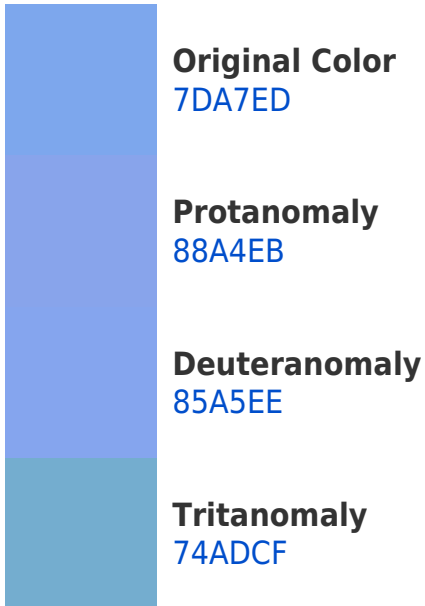 Original Color
7DA7ED
Protanomaly
88A4EB
Deuteranomaly
85A5EE
Tritanomaly
74ADCF